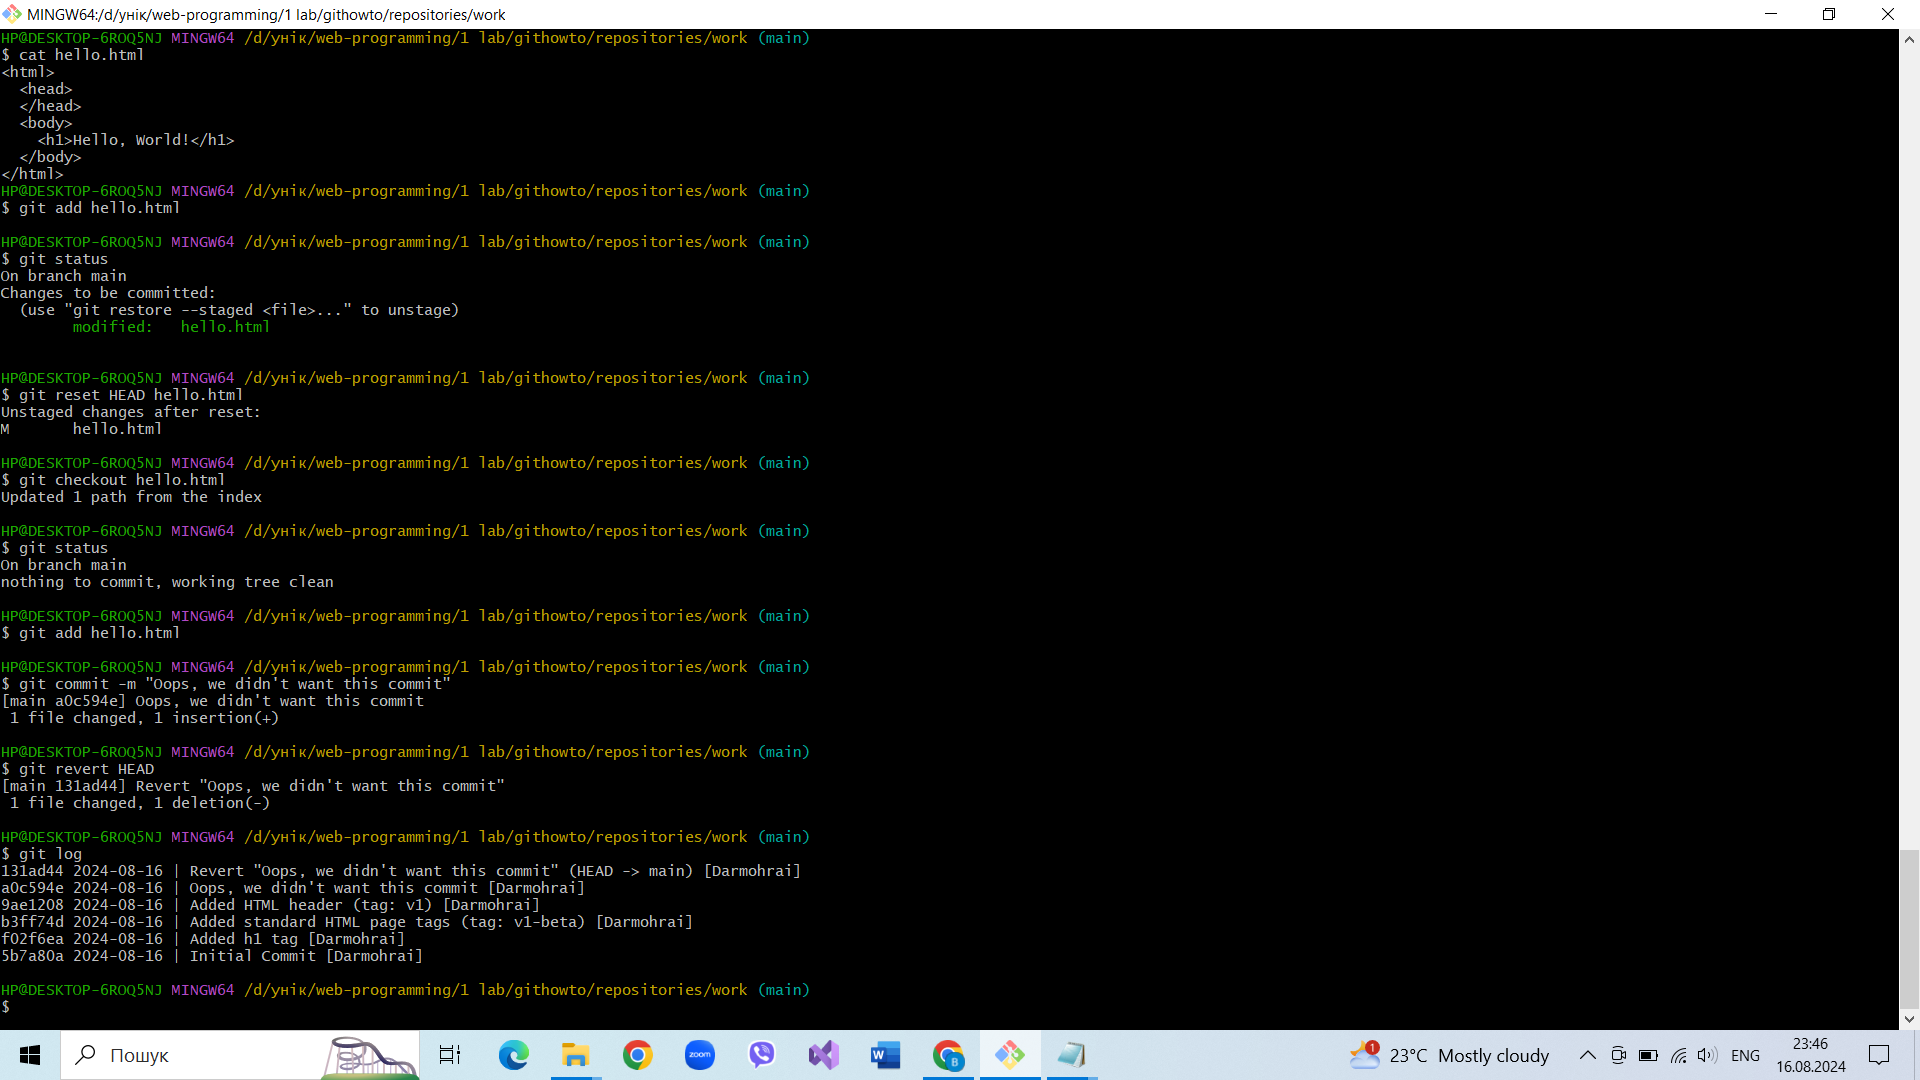 MINGW64:/d/унік/web-programming/1 lab/githowto/repositories/work
HP@DESKTOP-6ROQ5NJ MINGW64 /d/унік/web-programming/1 lab/githowto/repositories/work (main)
$ cat hello.html
<html>
  <head>
  </head>
  <body>
    <h1>Hello, World!</h1>
  </body>
</html>
HP@DESKTOP-6ROQ5NJ MINGW64 /d/унік/web-programming/1 lab/githowto/repositories/work (main)
$ git add hello.html
HP@DESKTOP-6ROQ5NJ MINGW64 /d/унік/web-programming/1 lab/githowto/repositories/work (main)
$ git status
On branch main
Changes to be committed:
  (use "git restore --staged <file>..." to unstage)
        modified:   hello.html
HP@DESKTOP-6ROQ5NJ MINGW64 /d/унік/web-programming/1 lab/githowto/repositories/work (main)
$ git reset HEAD hello.html
Unstaged changes after reset:
M       hello.html
HP@DESKTOP-6ROQ5NJ MINGW64 /d/унік/web-programming/1 lab/githowto/repositories/work (main)
$ git checkout hello.html
Updated 1 path from the index
HP@DESKTOP-6ROQ5NJ MINGW64 /d/унік/web-programming/1 lab/githowto/repositories/work (main)
$ git status
On branch main
nothing to commit, working tree clean
HP@DESKTOP-6ROQ5NJ MINGW64 /d/унік/web-programming/1 lab/githowto/repositories/work (main)
$ git add hello.html
HP@DESKTOP-6ROQ5NJ MINGW64 /d/унік/web-programming/1 lab/githowto/repositories/work (main)
$ git commit -m "Oops, we didn't want this commit"
[main a0c594e] Oops, we didn't want this commit
 1 file changed, 1 insertion(+)
HP@DESKTOP-6ROQ5NJ MINGW64 /d/унік/web-programming/1 lab/githowto/repositories/work (main)
$ git revert HEAD
[main 131ad44] Revert "Oops, we didn't want this commit"
 1 file changed, 1 deletion(-)
HP@DESKTOP-6ROQ5NJ MINGW64 /d/унік/web-programming/1 lab/githowto/repositories/work (main)
$ git log
131ad44 2024-08-16 | Revert "Oops, we didn't want this commit" (HEAD -> main) [Darmohrai]
a0c594e 2024-08-16 | Oops, we didn't want this commit [Darmohrai]
9ae1208 2024-08-16 | Added HTML header (tag: v1) [Darmohrai]
b3ff74d 2024-08-16 | Added standard HTML page tags (tag: v1-beta) [Darmohrai]
f02f6ea 2024-08-16 | Added h1 tag [Darmohrai]
5b7a80a 2024-08-16 | Initial Commit [Darmohrai]
HP@DESKTOP-6ROQ5NJ MINGW64 /d/унік/web-programming/1 lab/githowto/repositories/work (main)
$
Пошук
zoom
W
B
1
23°C Mostly cloudy
ENG
23:46
16.08.2024